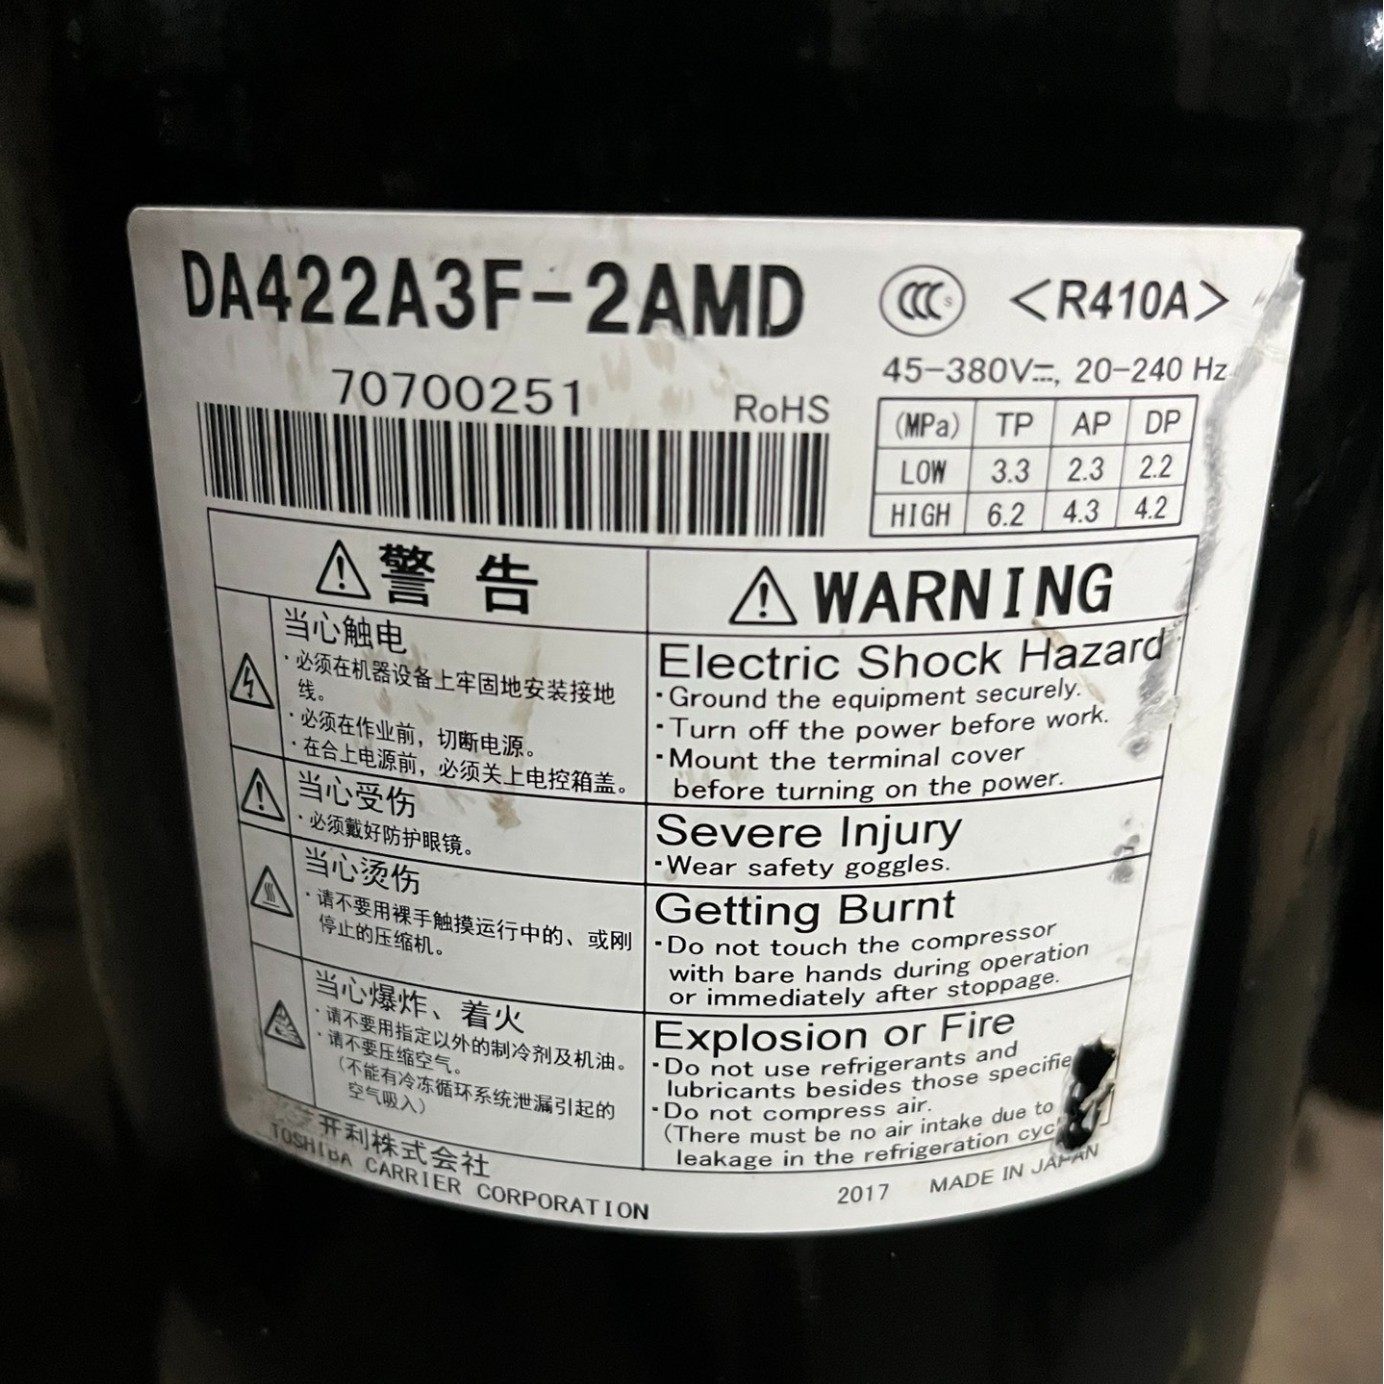 DA422A3F-2AMD
CCC S <R410A>
45-380V⎓, 20-240 Hz
70700251
RoHS
(MPa) TP AP DP
LOW 3.3 2.3 2.2
HIGH 6.2 4.3 4.2
警 告
当心触电
·必须在机器设备上牢固地安装接地
线。
·必须在作业前，切断电源。
·在合上电源前，必须关上电控箱盖。
当心受伤
·必须戴好防护眼镜。
当心烫伤
·请不要用裸手触摸运行中的、或刚
停止的压缩机。
当心爆炸、着火
·请不要用指定以外的制冷剂及机油。
·请不要压缩空气。
(不能有冷冻循环系统泄漏引起的
空气吸入)
WARNING
Electric Shock Hazard
·Ground the equipment securely.
·Turn off the power before work.
·Mount the terminal cover
before turning on the power.
Severe Injury
·Wear safety goggles.
Getting Burnt
·Do not touch the compressor
with bare hands during operation
or immediately after stoppage.
Explosion or Fire
·Do not use refrigerants and
lubricants besides those specifie
·Do not compress air.
(There must be no air intake due to
leakage in the refrigeration cyc
开利株式会社
TOSHIBA CARRIER CORPORATION
2017 MADE IN JAPAN